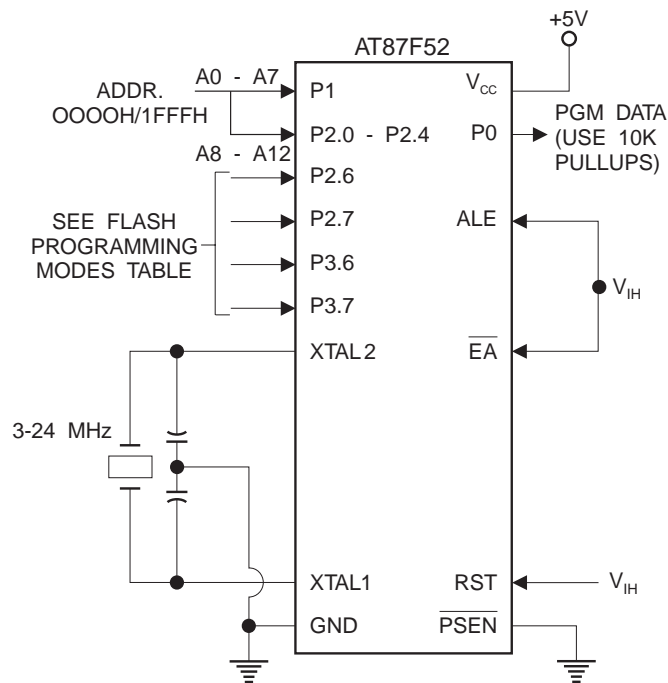 +5V
AT87F52
A0 - A7
ADDR.
OOOOH/1FFFH
P1
VCC
PGM DATA
(USE 10K
PULLUPS)
P2.0 - P2.4
P0
A8 - A12
P2.6
SEE FLASH
PROGRAMMING
MODES TABLE
P2.7
ALE
P3.6
VIH
P3.7
XTAL2
EA
3-24 MHz
XTAL1
RST
VIH
GND
PSEN